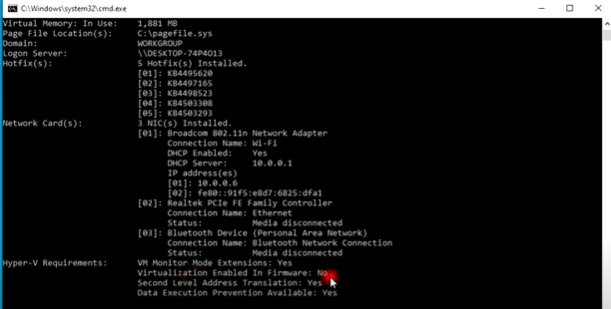 C:\Windows\system32\cmd.exe
Virtual Memory: In Use: 1,881 MB
Page File Location(s): C:\pagefile.sys
Domain: WORKGROUP
Logon Server: \\DESKTOP-74P4O13
Hotfix(s): 5 Hotfix(s) Installed.
[01]: KB4495620
[02]: KB4497165
[03]: KB4498523
[04]: KB4503308
[05]: KB4503293
Network Card(s): 3 NIC(s) Installed.
[01]: Broadcom 802.11n Network Adapter
Connection Name: Wi-Fi
DHCP Enabled: Yes
DHCP Server: 10.0.0.1
IP address(es)
[01]: 10.0.0.6
[02]: fe80::91f5:e8d7:6825:dfa1
[02]: Realtek PCIe FE Family Controller
Connection Name: Ethernet
Status: Media disconnected
[03]: Bluetooth Device (Personal Area Network)
Connection Name: Bluetooth Network Connection
Status: Media disconnected
Hyper-V Requirements: VM Monitor Mode Extensions: Yes
Virtualization Enabled In Firmware: No
Second Level Address Translation: Yes
Data Execution Prevention Available: Yes